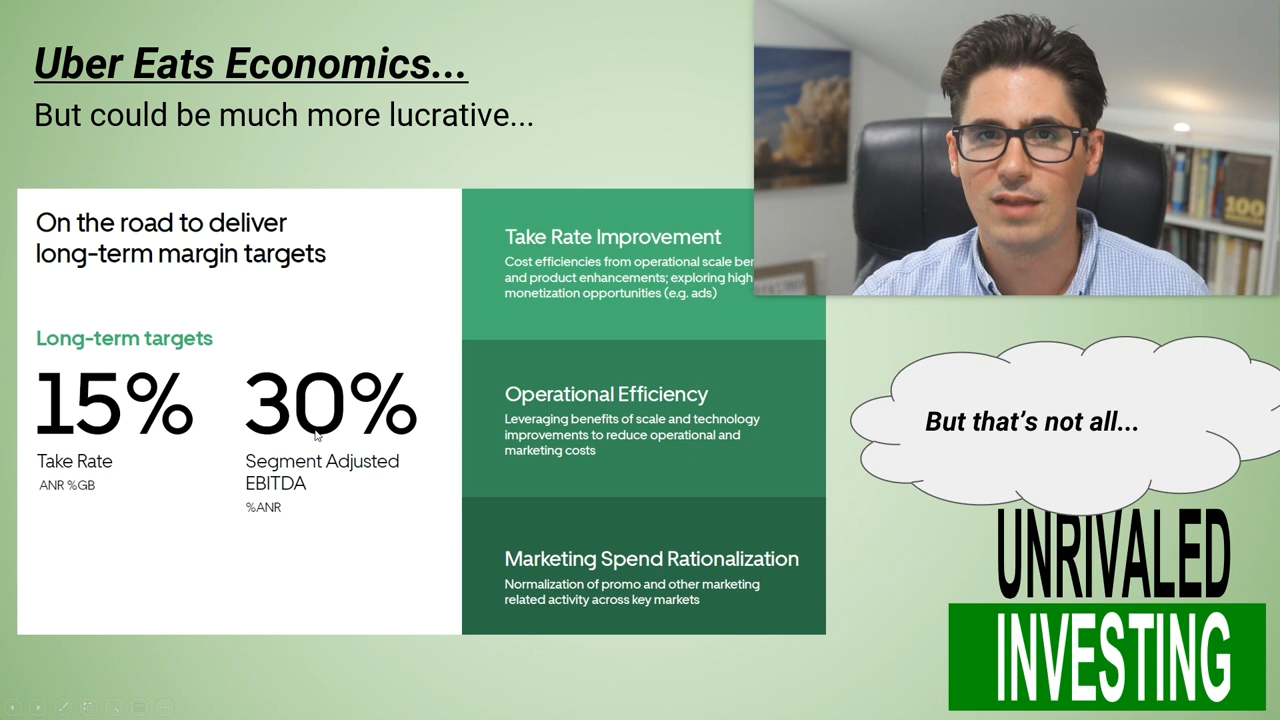 Uber Eats Economics...
But could be much more lucrative...
On the road to deliver
long-term margin targets
Long-term targets
15%
Take Rate
ANR %GB
30%
Segment Adjusted
EBITDA
%ANR
Take Rate Improvement
Cost efficiencies from operational scale
and product enhancements; exploring high
monetization opportunities (e.g. ads)
Operational Efficiency
Leveraging benefits of scale and technology
improvements to reduce operational and
marketing costs
Marketing Spend Rationalization
Normalization of promo and other marketing
related activity across key markets
100
But that's not all...
UNRIVALED
INVESTING